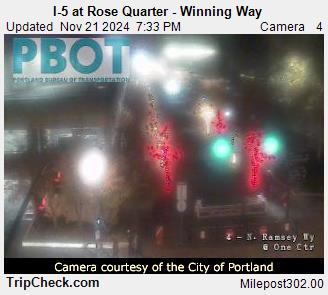 I-5 at Rose Quarter - Winning Way
Updated Nov 21 2024 7:33 PM Camera 4
PBOT
PORTLAND BUREAU OF TRANSPORTATION
- N. Ramsey Wy
@ One Ctr
Camera courtesy of the City of Portland
TripCheck.com Milepost302.00